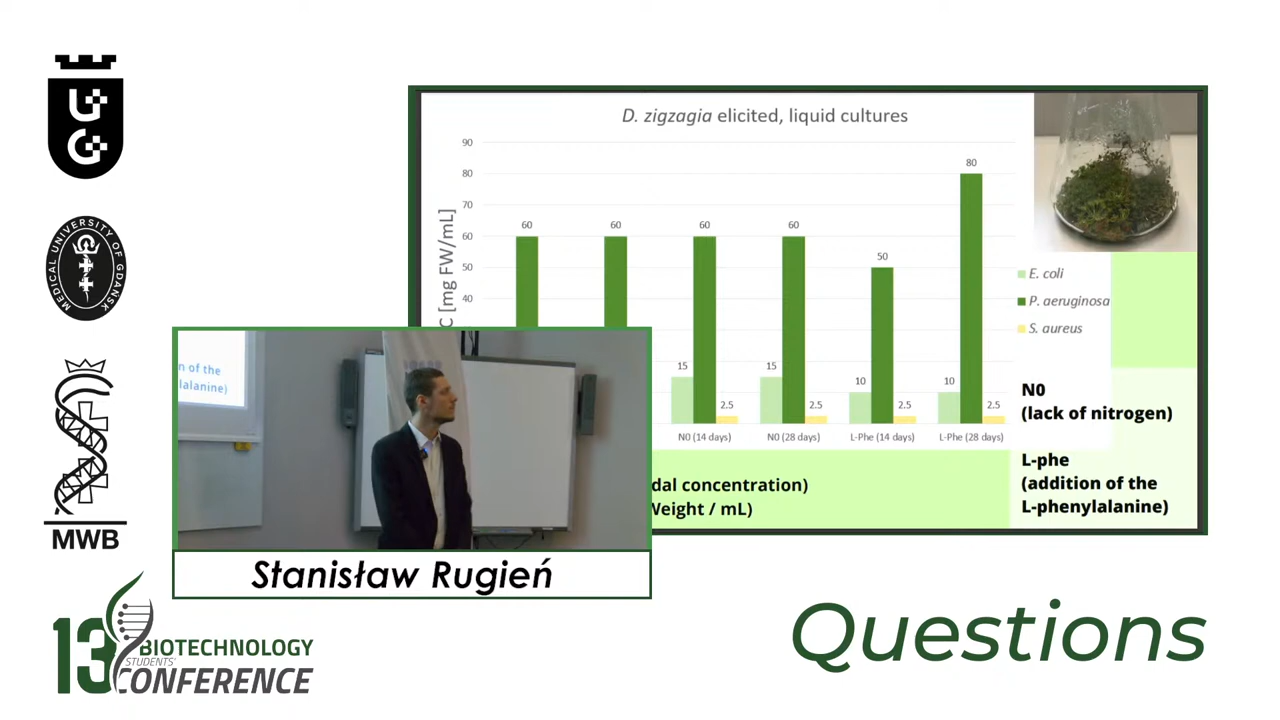 UG
MEDICAL UNIVERSITY OF GDAŃSK
MWB
13 BIOTECHNOLOGY
STUDENTS'
CONFERENCE
D. zigzagia elicited, liquid cultures
C [mg FW/mL]
90
80
70
60
50
40
60
60
60
60
50
80
15
15
10
10
2.5
2.5
2.5
2.5
N0 (14 days)
N0 (28 days)
L-Phe (14 days)
L-Phe (28 days)
E. coli
P. aeruginosa
S. aureus
N0
(lack of nitrogen)
L-phe
(addition of the
L-phenylalanine)
dal concentration)
Weight / mL)
n of the
lalanine)
Stanisław Rugień
Questions